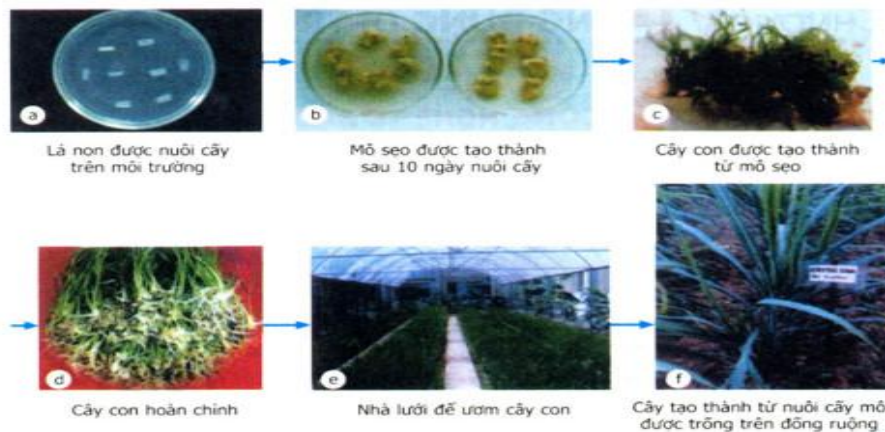 a
b
c
Lá non được nuôi cấy
trên môi trường
Mô sẹo được tạo thành
sau 10 ngày nuôi cấy
Cây con được tạo thành
từ mô sẹo
d
e
f
Cây con hoàn chỉnh
Nhà lưới để ươm cây con
Cây tạo thành từ nuôi cấy mô
được trồng trên đồng ruộng